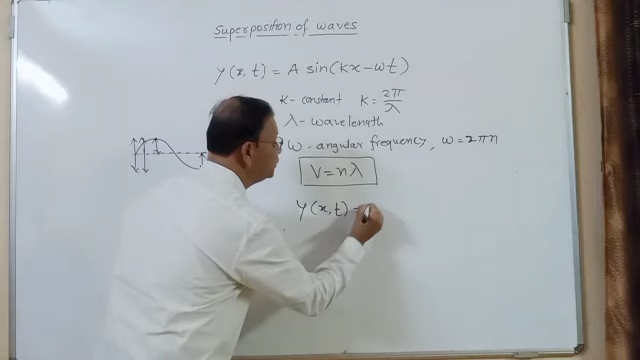 Superposition of waves
y(x, t) = A sin(kx − ωt)
k - constant k = 2π/λ
λ - wavelength
ω - angular frequency, ω = 2πn
V = nλ
y(x, t) =